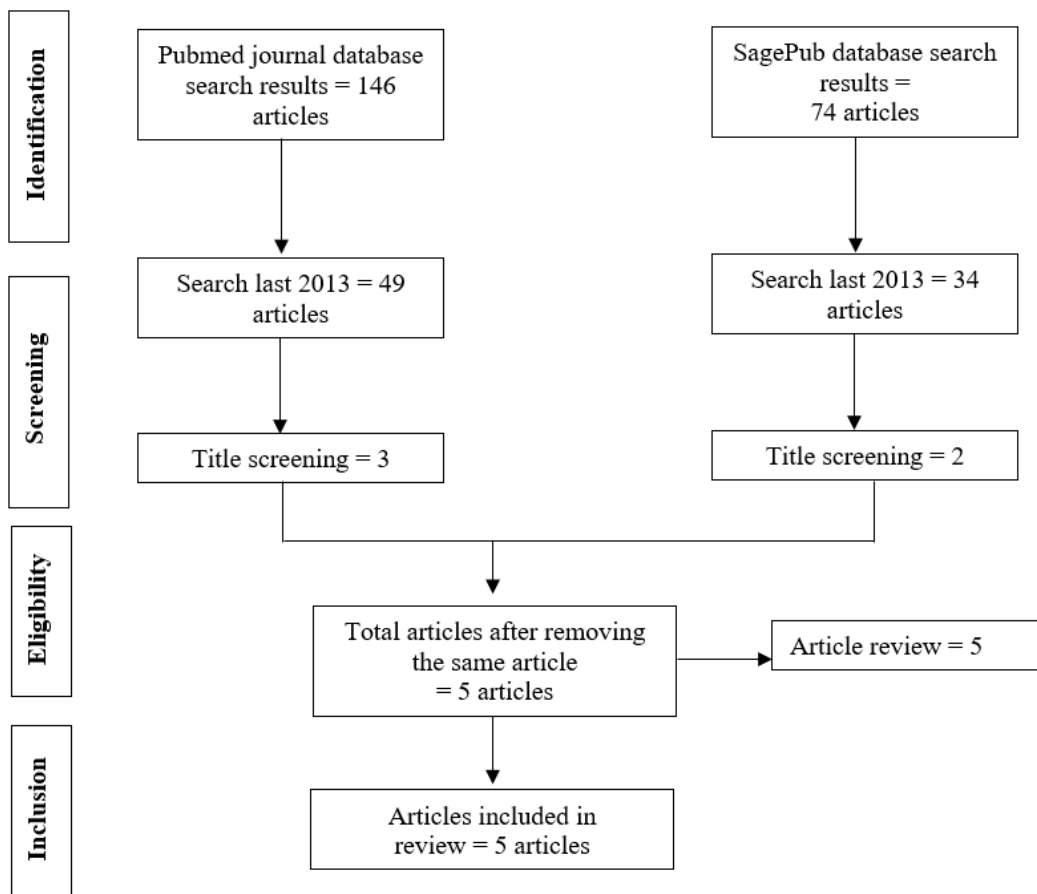 Identification
Pubmed journal database
search results = 146
articles
SagePub database search
results =
74 articles
Screening
Search last 2013 = 49
articles
Search last 2013 = 34
articles
Title screening = 3
Title screening = 2
Eligibility
Total articles after removing
the same article
= 5 articles
Article review = 5
Inclusion
Articles included in
review = 5 articles